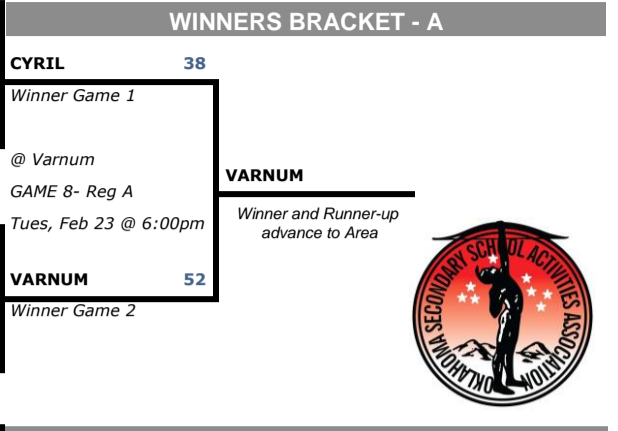 WINNERS BRACKET - A
CYRIL 38
Winner Game 1
@ Varnum
GAME 8- Reg A
Tues, Feb 23 @ 6:00pm
VARNUM 52
Winner Game 2
VARNUM
Winner and Runner-up
advance to Area
OKLAHOMA SECONDARY SCHOOL ACTIVITIES ASSOCIATION